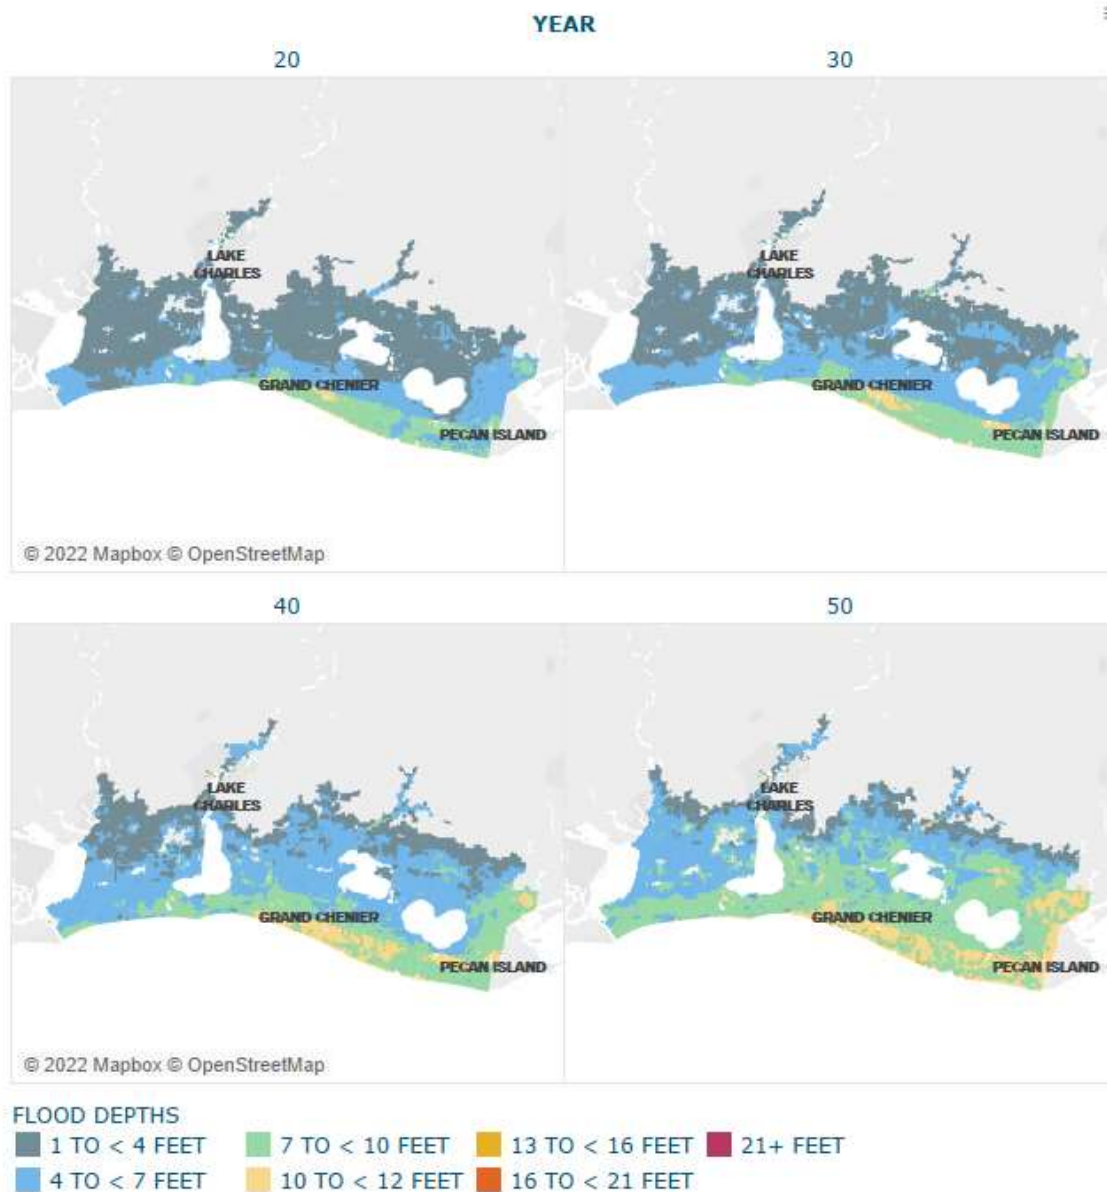 YEAR
20
30
LAKE
CHARLES
GRAND CHENIER
PECAN ISLAND
© 2022 Mapbox © OpenStreetMap
LAKE
CHARLES
GRAND CHENIER
PECAN ISLAND
40
50
LAKE
CHARLES
GRAND CHENIER
PECAN ISLAND
© 2022 Mapbox © OpenStreetMap
LAKE
CHARLES
GRAND CHENIER
PECAN ISLAND
FLOOD DEPTHS
1 TO < 4 FEET
7 TO < 10 FEET
13 TO < 16 FEET
21+ FEET
4 TO < 7 FEET
10 TO < 12 FEET
16 TO < 21 FEET